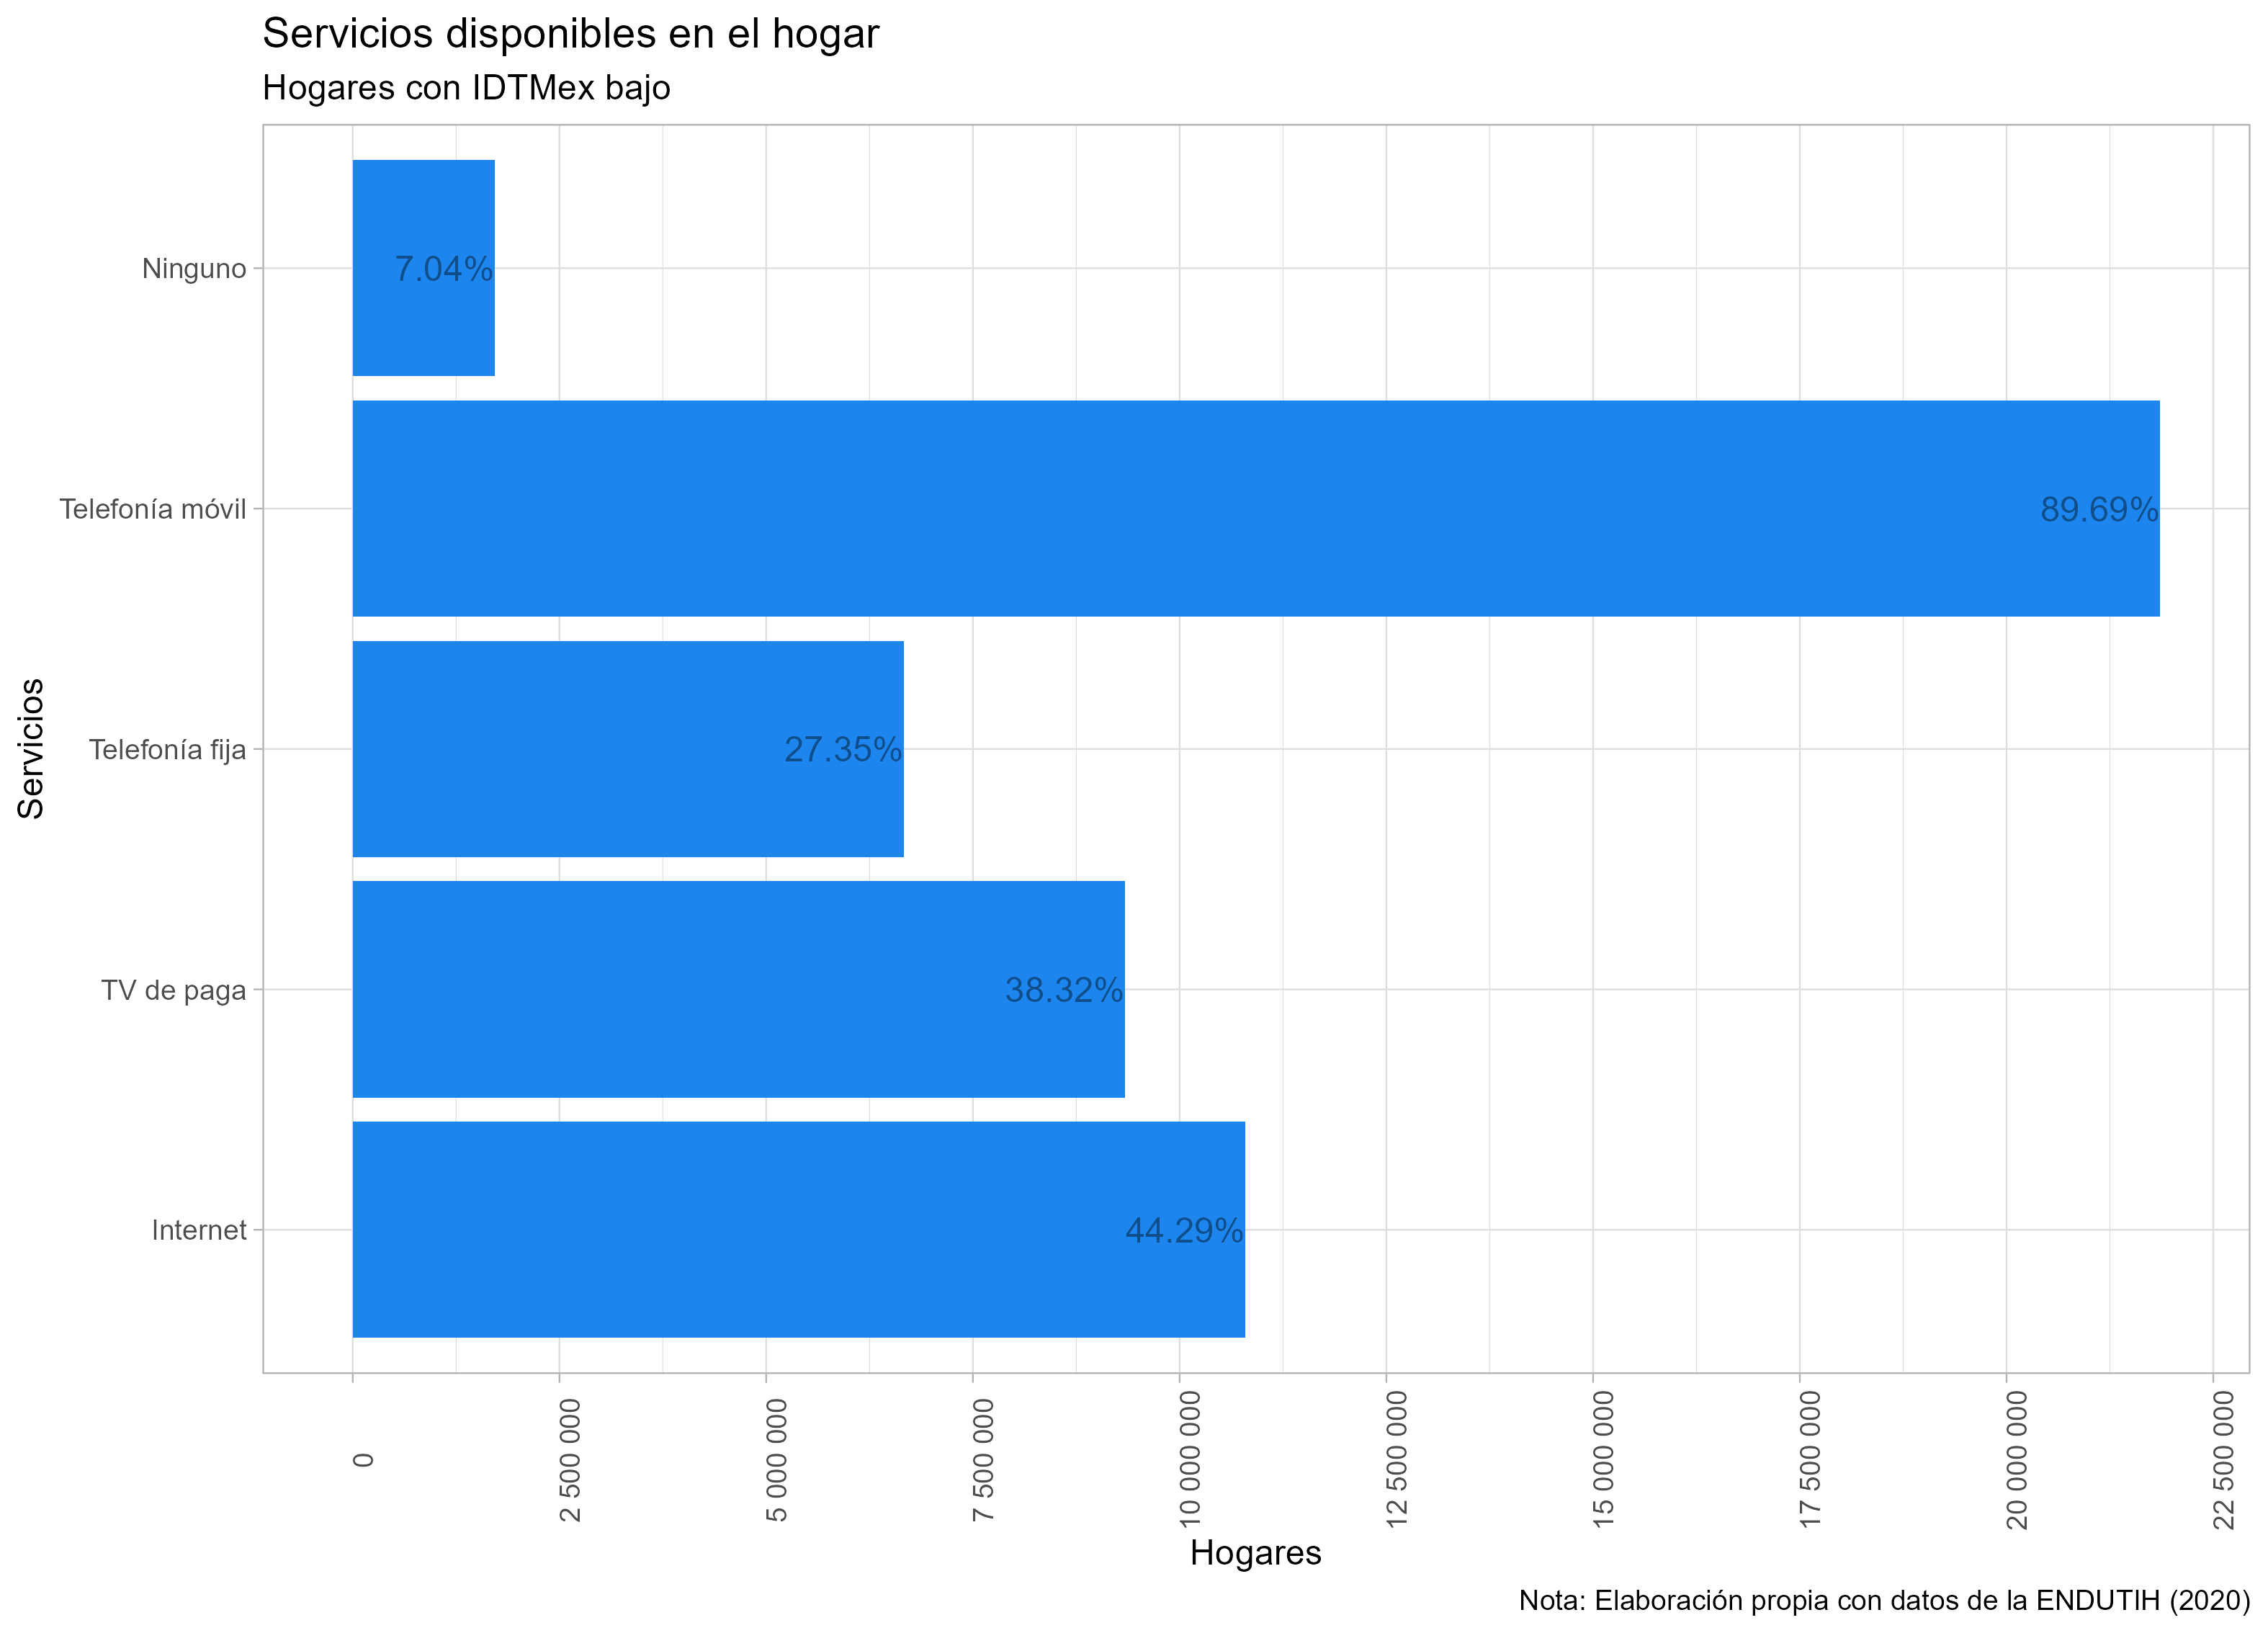 Servicios disponibles en el hogar
Hogares con IDTMex bajo
Servicios
Ninguno
7.04%
Telefonía móvil
89.69%
Telefonía fija
27.35%
TV de paga
38.32%
Internet
44.29%
0
2 500 000
5 000 000
7 500 000
10 000 000
12 500 000
15 000 000
17 500 000
20 000 000
22 500 000
Hogares
Nota: Elaboración propia con datos de la ENDUTIH (2020)